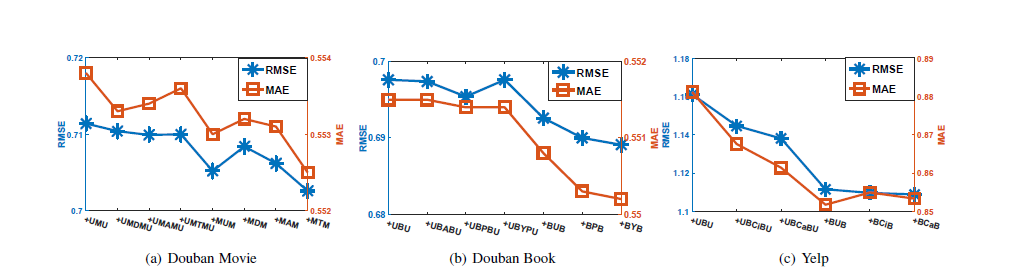 0.72
0.71
0.7
RMSE
0.554
0.553
0.552
MAE
RMSE
MAE
+UMU
+UMDMU
+UMAMU
+UMTMU
+MUM
+MDM
+MAM
+MTM
(a) Douban Movie
0.7
0.69
0.68
RMSE
0.552
0.551
0.55
MAE
RMSE
MAE
+UBU
+UBABU
+UBPBU
+UBYPU
+BUB
+BPB
+BYB
(b) Douban Book
1.18
1.16
1.14
1.12
1.1
RMSE
0.89
0.88
0.87
0.86
0.85
MAE
RMSE
MAE
+UBU
+UBCiBU
+UBCaBU
+BUB
+BCiB
+BCaB
(c) Yelp